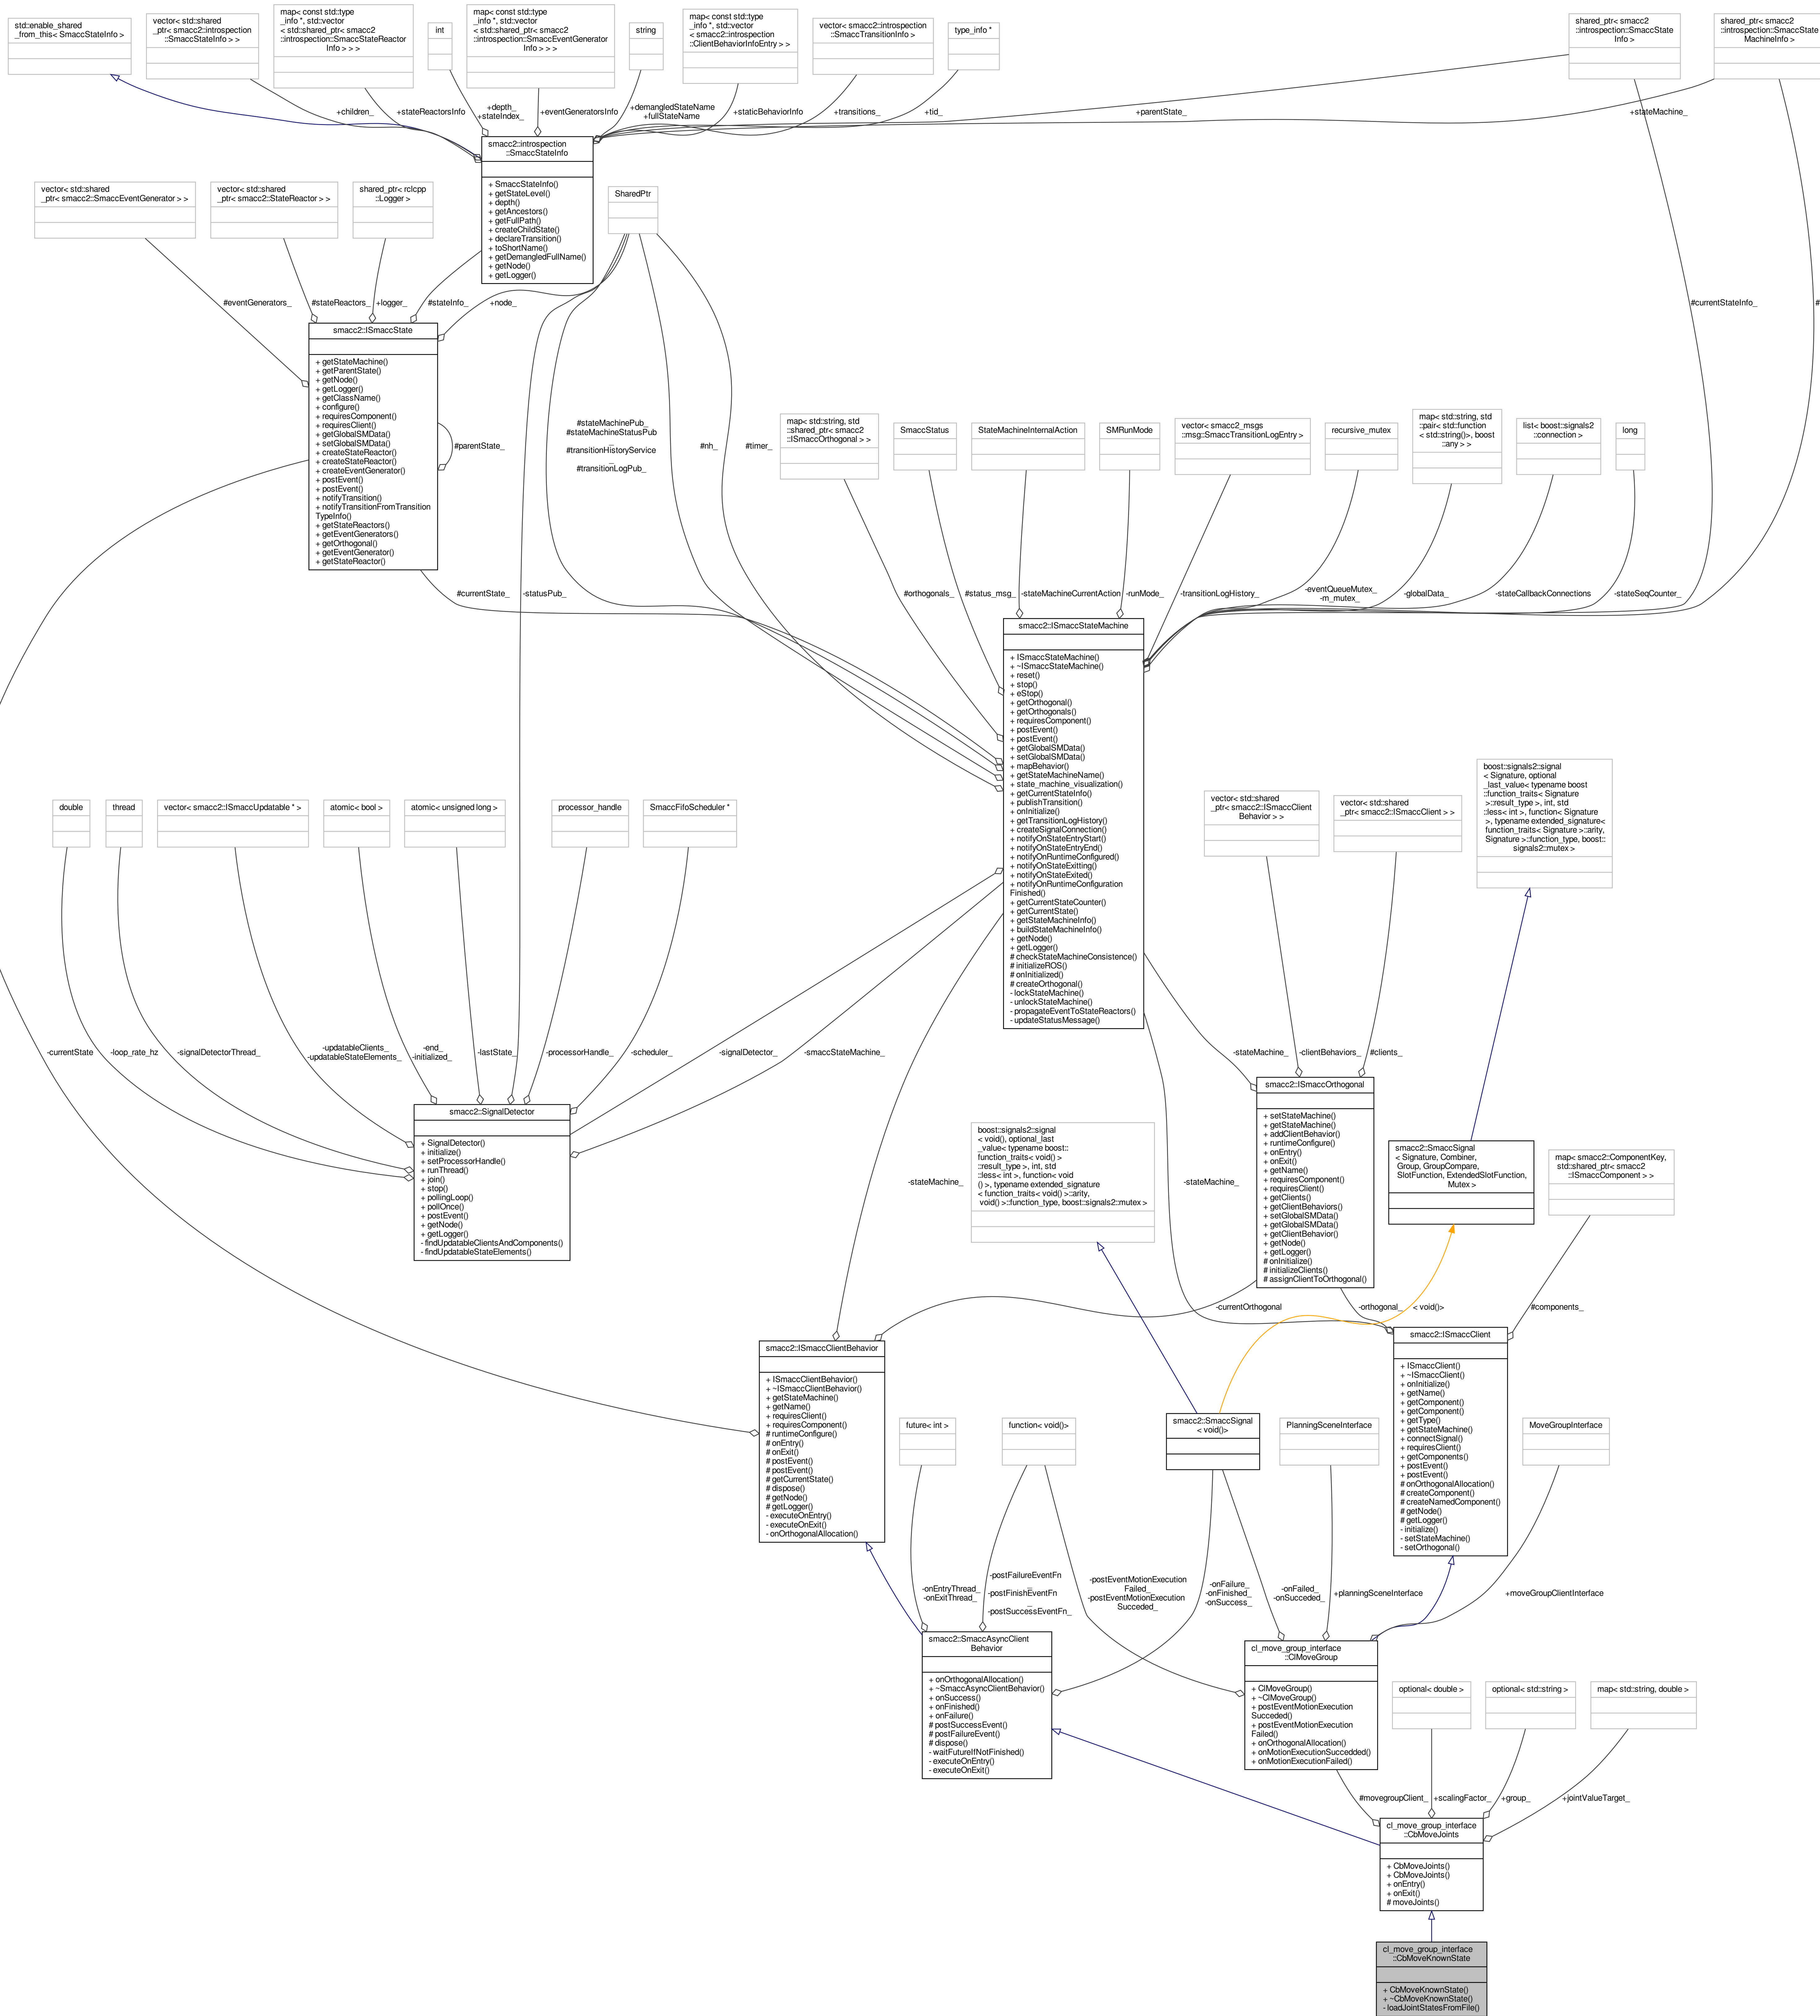 std::enable_shared
_from_this< SmaccStateInfo >
vector< std::shared
_ptr< smacc2::introspection
::SmaccStateInfo > >
map< const std::type
_info *, std::vector
< std::shared_ptr< smacc2
::introspection::SmaccStateReactor
Info > > >
int
map< const std::type
_info *, std::vector
< std::shared_ptr< smacc2
::introspection::SmaccEventGenerator
Info > > >
string
map< const std::type
_info *, std::vector
< smacc2::introspection
::ClientBehaviorInfoEntry > >
vector< smacc2::introspection
::SmaccTransitionInfo >
type_info *
shared_ptr< smacc2
::introspection::SmaccState
Info >
shared_ptr< smacc2
::introspection::SmaccState
MachineInfo >
+children_
+stateReactorsInfo
+depth_
+stateIndex_
+eventGeneratorsInfo
+demangledStateName
+fullStateName
+staticBehaviorInfo
+transitions_
+tid_
+parentState_
+stateMachine_
smacc2::introspection
::SmaccStateInfo
+ SmaccStateInfo()
+ getStateLevel()
+ depth()
+ getAncestors()
+ getFullPath()
+ createChildState()
+ declareTransition()
+ toShortName()
+ getDemangledFullName()
+ getNode()
+ getLogger()
vector< std::shared
_ptr< smacc2::SmaccEventGenerator > >
vector< std::shared
_ptr< smacc2::StateReactor > >
shared_ptr< rclcpp
::Logger >
SharedPtr
#eventGenerators_
#stateReactors_
+logger_
#stateInfo_
+node_
#currentStateInfo_
#
smacc2::ISmaccState
+ getStateMachine()
+ getParentState()
+ getNode()
+ getLogger()
+ getClassName()
+ configure()
+ requiresComponent()
+ requiresClient()
+ getGlobalSMData()
+ setGlobalSMData()
+ createStateReactor()
+ createStateReactor()
+ createEventGenerator()
+ postEvent()
+ postEvent()
+ notifyTransition()
+ notifyTransitionFromTransition
TypeInfo()
+ getStateReactors()
+ getEventGenerators()
+ getOrthogonal()
+ getEventGenerator()
+ getStateReactor()
#parentState_
#stateMachinePub_
#stateMachineStatusPub
_
#transitionHistoryService
_
#transitionLogPub_
#nh_
#timer_
map< std::string, std
::shared_ptr< smacc2
::ISmaccOrthogonal > >
SmaccStatus
StateMachineInternalAction
SMRunMode
vector< smacc2_msgs
::msg::SmaccTransitionLogEntry >
recursive_mutex
map< std::string, std
::pair< std::function
< std::string()>, boost
::any > >
list< boost::signals2
::connection >
long
#currentState_
-statusPub_
#orthogonals_
#status_msg_
-stateMachineCurrentAction
-runMode_
-transitionLogHistory_
-eventQueueMutex_
-m_mutex_
-globalData_
-stateCallbackConnections
-stateSeqCounter_
smacc2::ISmaccStateMachine
+ ISmaccStateMachine()
+ ~ISmaccStateMachine()
+ reset()
+ stop()
+ eStop()
+ getOrthogonal()
+ getOrthogonals()
+ requiresComponent()
+ postEvent()
+ postEvent()
+ getGlobalSMData()
+ setGlobalSMData()
+ mapBehavior()
+ getStateMachineName()
+ state_machine_visualization()
+ getCurrentStateInfo()
+ publishTransition()
+ onInitialize()
+ getTransitionLogHistory()
+ createSignalConnection()
+ notifyOnStateEntryStart()
+ notifyOnStateEntryEnd()
+ notifyOnRuntimeConfigured()
+ notifyOnStateExitting()
+ notifyOnStateExited()
+ notifyOnRuntimeConfiguration
Finished()
+ getCurrentStateCounter()
+ getCurrentState()
+ getStateMachineInfo()
+ buildStateMachineInfo()
+ getNode()
+ getLogger()
# checkStateMachineConsistence()
# initializeROS()
# onInitialized()
# createOrthogonal()
- lockStateMachine()
- unlockStateMachine()
- propagateEventToStateReactors()
- updateStatusMessage()
double
thread
vector< smacc2::ISmaccUpdatable * >
atomic< bool >
atomic< unsigned long >
processor_handle
SmaccFifoScheduler *
vector< std::shared
_ptr< smacc2::ISmaccClient
Behavior > >
vector< std::shared
_ptr< smacc2::ISmaccClient > >
boost::signals2::signal
< Signature, optional
_last_value< typename boost
::function_traits< Signature
>::result_type >, int, std
::less< int >, function< Signature
>, typename extended_signature<
function_traits< Signature >::arity,
Signature >::function_type, boost::
signals2::mutex >
-currentState
-loop_rate_hz
-signalDetectorThread_
-updatableClients_
-updatableStateElements_
-end_
-initialized_
-lastState_
-processorHandle_
-scheduler_
-signalDetector_
-smaccStateMachine_
-stateMachine_
-clientBehaviors_
#clients_
smacc2::SignalDetector
+ SignalDetector()
+ initialize()
+ setProcessorHandle()
+ runThread()
+ join()
+ stop()
+ pollingLoop()
+ pollOnce()
+ postEvent()
+ getNode()
+ getLogger()
- findUpdatableClientsAndComponents()
- findUpdatableStateElements()
smacc2::ISmaccOrthogonal
+ setStateMachine()
+ getStateMachine()
+ addClientBehavior()
+ runtimeConfigure()
+ onEntry()
+ onExit()
+ getName()
+ requiresComponent()
+ requiresClient()
+ getClients()
+ getClientBehaviors()
+ setGlobalSMData()
+ getGlobalSMData()
+ getClientBehavior()
+ getNode()
+ getLogger()
# onInitialize()
# initializeClients()
# assignClientToOrthogonal()
boost::signals2::signal
< void(), optional_last
_value< typename boost::
function_traits< void() >
::result_type >, int, std
::less< int >, function< void
() >, typename extended_signature
< function_traits< void() >::arity,
void() >::function_type, boost::signals2::mutex >
smacc2::SmaccSignal
< Signature, Combiner,
Group, GroupCompare,
SlotFunction, ExtendedSlotFunction,
Mutex >
map< smacc2::ComponentKey,
std::shared_ptr< smacc2
::ISmaccComponent > >
-stateMachine_
-stateMachine_
-currentOrthogonal
-orthogonal_
< void()>
#components_
smacc2::ISmaccClientBehavior
+ ISmaccClientBehavior()
+ ~ISmaccClientBehavior()
+ getStateMachine()
+ getName()
+ requiresClient()
+ requiresComponent()
# runtimeConfigure()
# onEntry()
# onExit()
# postEvent()
# postEvent()
# getCurrentState()
# dispose()
# getNode()
# getLogger()
- executeOnEntry()
- executeOnExit()
- onOrthogonalAllocation()
smacc2::ISmaccClient
+ ISmaccClient()
+ ~ISmaccClient()
+ onInitialize()
+ getName()
+ getComponent()
+ getComponent()
+ getType()
+ getStateMachine()
+ connectSignal()
+ requiresClient()
+ getComponents()
+ postEvent()
+ postEvent()
# onOrthogonalAllocation()
# createComponent()
# createNamedComponent()
# getNode()
# getLogger()
- initialize()
- setStateMachine()
- setOrthogonal()
future< int >
function< void()>
smacc2::SmaccSignal
< void()>
PlanningSceneInterface
MoveGroupInterface
-onEntryThread_
-onExitThread_
-postFailureEventFn
_
-postFinishEventFn
_
-postSuccessEventFn_
-postEventMotionExecution
Failed_
-postEventMotionExecution
Succeded_
-onFailure_
-onFinished_
-onSuccess_
-onFailed_
-onSucceded_
+planningSceneInterface
+moveGroupClientInterface
smacc2::SmaccAsyncClient
Behavior
+ onOrthogonalAllocation()
+ ~SmaccAsyncClientBehavior()
+ onSuccess()
+ onFinished()
+ onFailure()
# postSuccessEvent()
# postFailureEvent()
# dispose()
- waitFutureIfNotFinished()
- executeOnEntry()
- executeOnExit()
cl_move_group_interface
::ClMoveGroup
+ ClMoveGroup()
+ ~ClMoveGroup()
+ postEventMotionExecution
Succeded()
+ postEventMotionExecution
Failed()
+ onOrthogonalAllocation()
+ onMotionExecutionSuccedded()
+ onMotionExecutionFailed()
optional< double >
optional< std::string >
map< std::string, double >
#movegroupClient_
+scalingFactor_
+group_
+jointValueTarget_
cl_move_group_interface
::CbMoveJoints
+ CbMoveJoints()
+ CbMoveJoints()
+ onEntry()
+ onExit()
# moveJoints()
cl_move_group_interface
::CbMoveKnownState
+ CbMoveKnownState()
+ ~CbMoveKnownState()
- loadJointStatesFromFile()